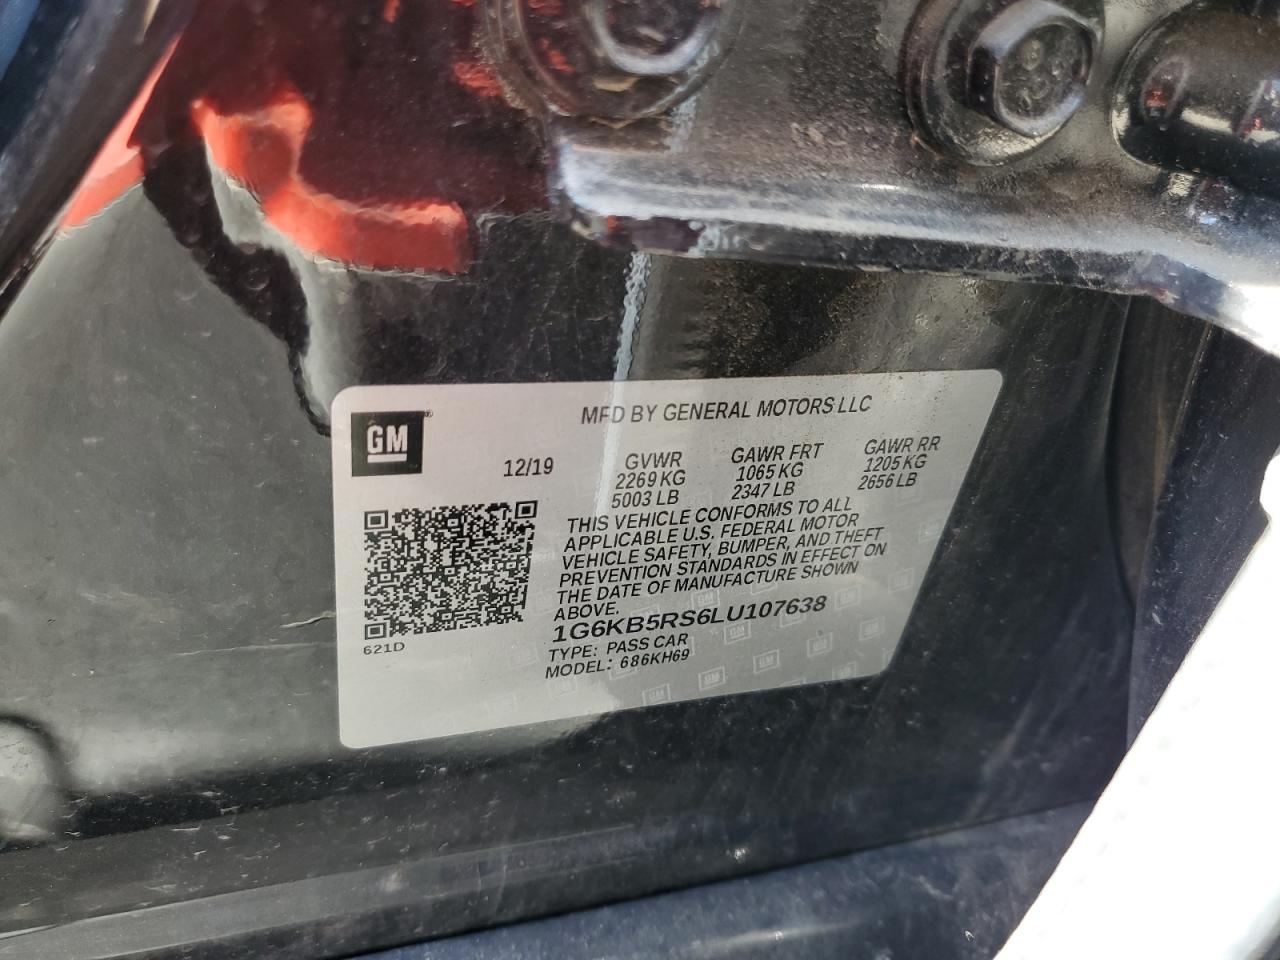 GM
MFD BY GENERAL MOTORS LLC
12/19
GVWR
2269 KG
5003 LB
GAWR FRT
1065 KG
2347 LB
GAWR RR
1205 KG
2656 LB
THIS VEHICLE CONFORMS TO ALL
APPLICABLE U.S. FEDERAL MOTOR
VEHICLE SAFETY, BUMPER, AND THEFT
PREVENTION STANDARDS IN EFFECT ON
THE DATE OF MANUFACTURE SHOWN
ABOVE.
1G6KB5RS6LU107638
TYPE: PASS CAR
MODEL: 686KH69
621D